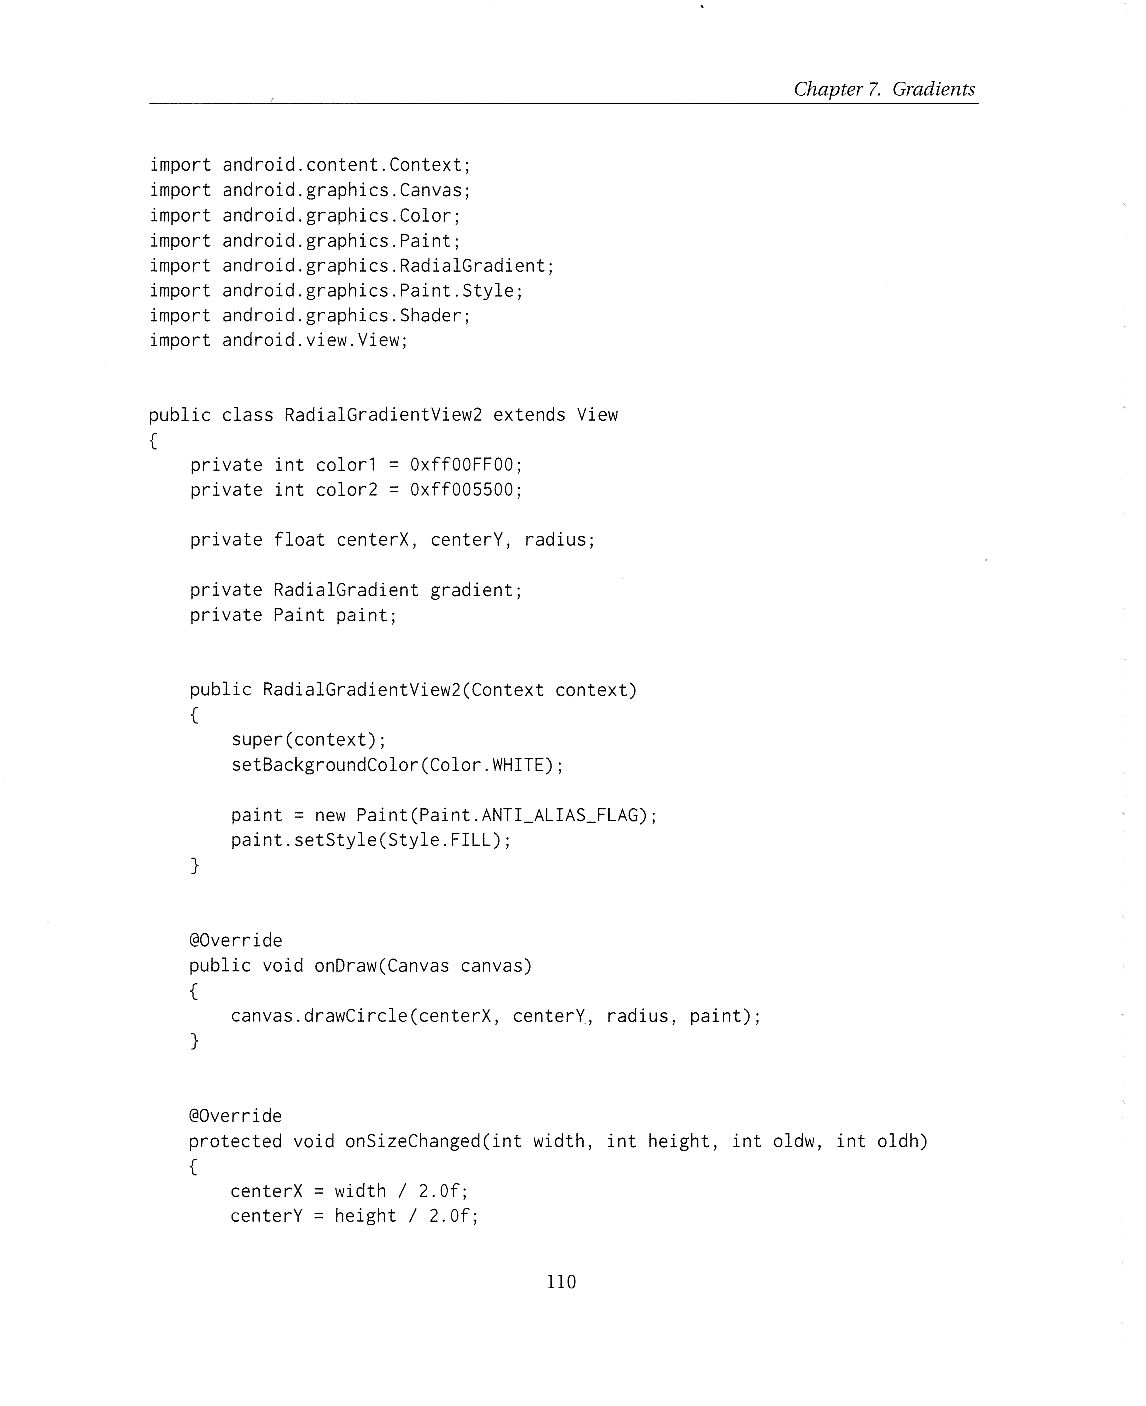 Chapter 7. Gradients
import android.content.Context;
import android.graphics.Canvas;
import android.graphics.Color;
import android.graphics.Paint;
import android.graphics.RadialGradient;
import android.graphics.Paint.Style;
import android.graphics.Shader;
import android.view.View;
public class RadialGradientView2 extends View
{
    private int color1 = 0xff00FF00;
    private int color2 = 0xff005500;
    private float centerX, centerY, radius;
    private RadialGradient gradient;
    private Paint paint;
    public RadialGradientView2(Context context)
    {
        super(context);
        setBackgroundColor(Color.WHITE);
        paint = new Paint(Paint.ANTI_ALIAS_FLAG);
        paint.setStyle(Style.FILL);
    }
    @Override
    public void onDraw(Canvas canvas)
    {
        canvas.drawCircle(centerX, centerY, radius, paint);
    }
    @Override
    protected void onSizeChanged(int width, int height, int oldw, int oldh)
    {
        centerX = width / 2.0f;
        centerY = height / 2.0f;
110